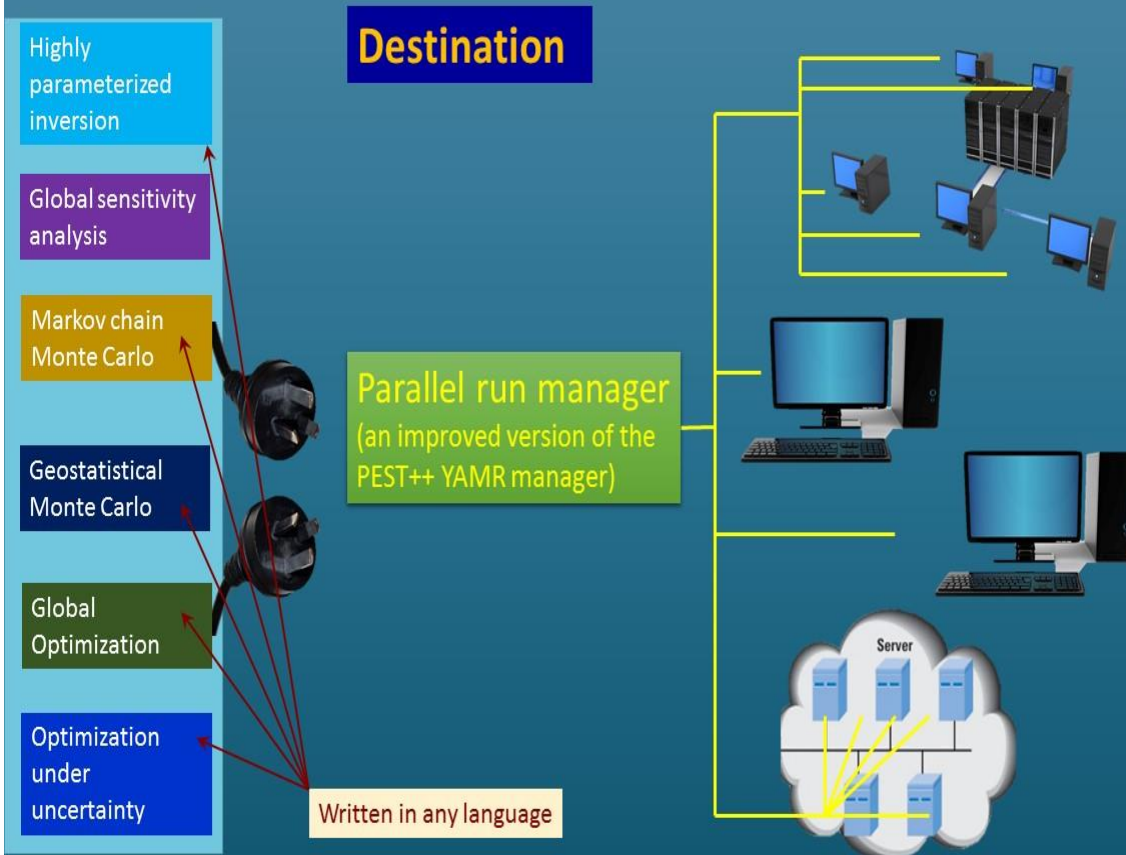 Destination
Highly
parameterized
inversion
Global sensitivity
analysis
Markov chain
Monte Carlo
Geostatistical
Monte Carlo
Global
Optimization
Optimization
under
uncertainty
Parallel run manager
(an improved version of the
PEST++ YAMR manager)
Written in any language
Server